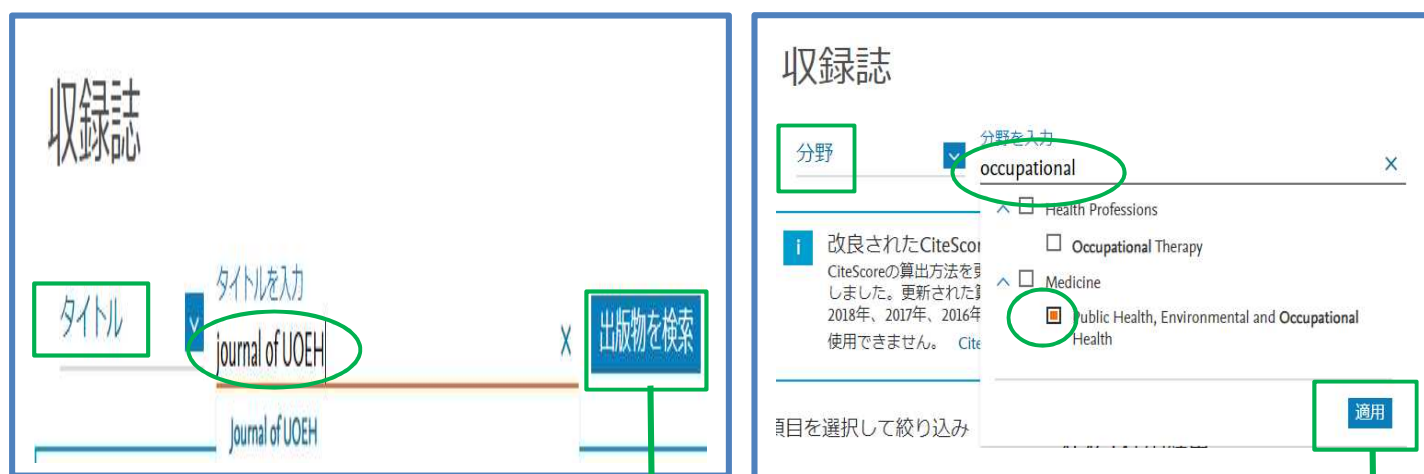 収録誌
タイトル
タイトルを入力
journal of UOEH
X
出版物を検索
Journal of UOEH
収録誌
分野
分野を入力
occupational
X
Health Professions
Occupational Therapy
Medicine
Public Health, Environmental and Occupational
Health
適用
i
改良されたCiteScor
CiteScoreの算出方法を更
しました。更新された
2018年、2017年、2016年
使用できません。 Cite
項目を選択して絞り込み